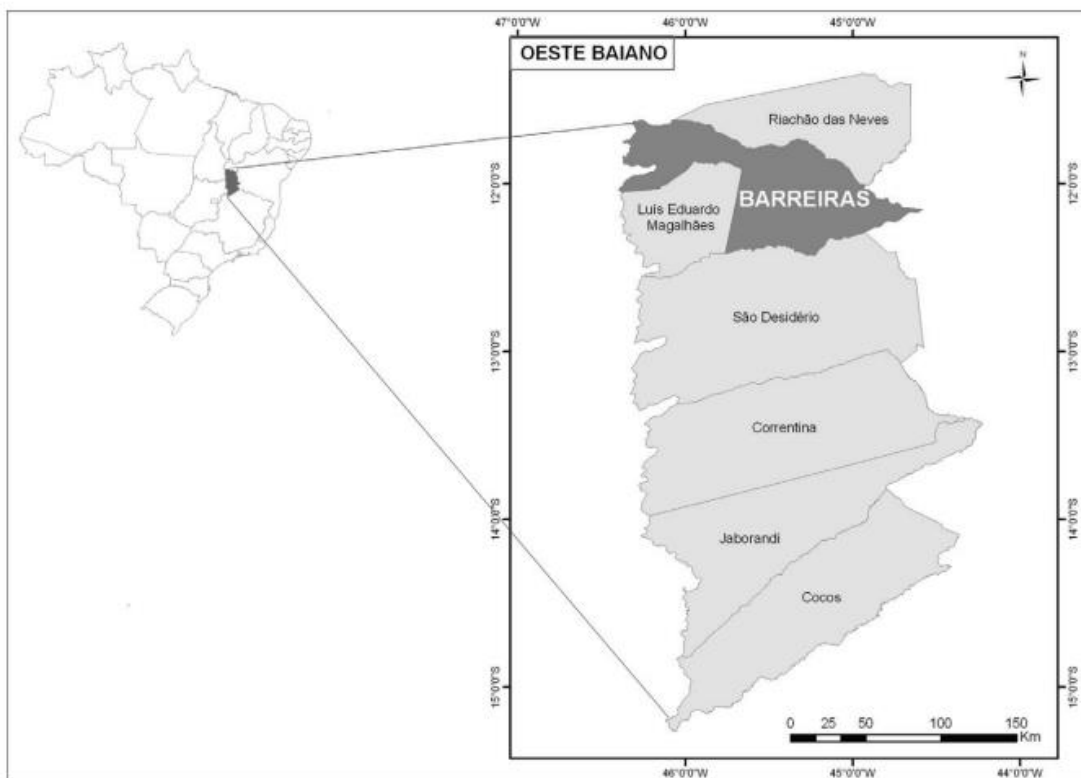 47°0'0"W 46°0'0"W 45°0'0"W
OESTE BAIANO
N
Riachão das Neves
12°0'0"S 12°0'0"S
BARREIRAS
Luís Eduardo
Magalhães
São Desidério
13°0'0"S 13°0'0"S
Correntina
14°0'0"S 14°0'0"S
Jaborandi
Cocos
15°0'0"S 15°0'0"S
0 25 50 100 150
Km
46°0'0"W 45°0'0"W 44°0'0"W